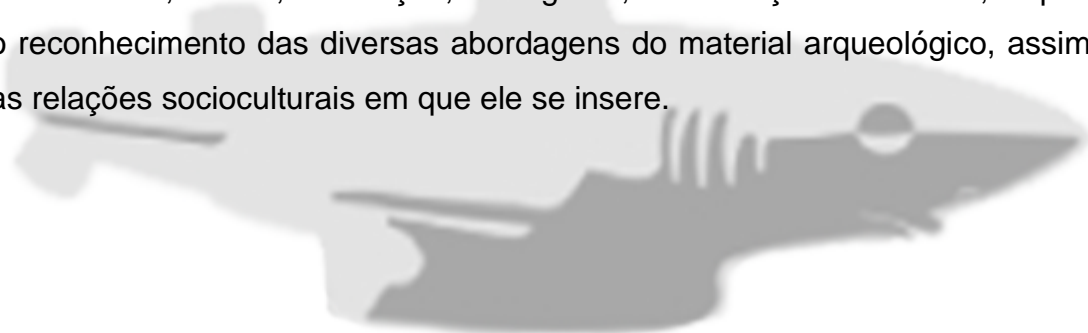 o reconhecimento das diversas abordagens do material arqueológico, assim
as relações socioculturais em que ele se insere.